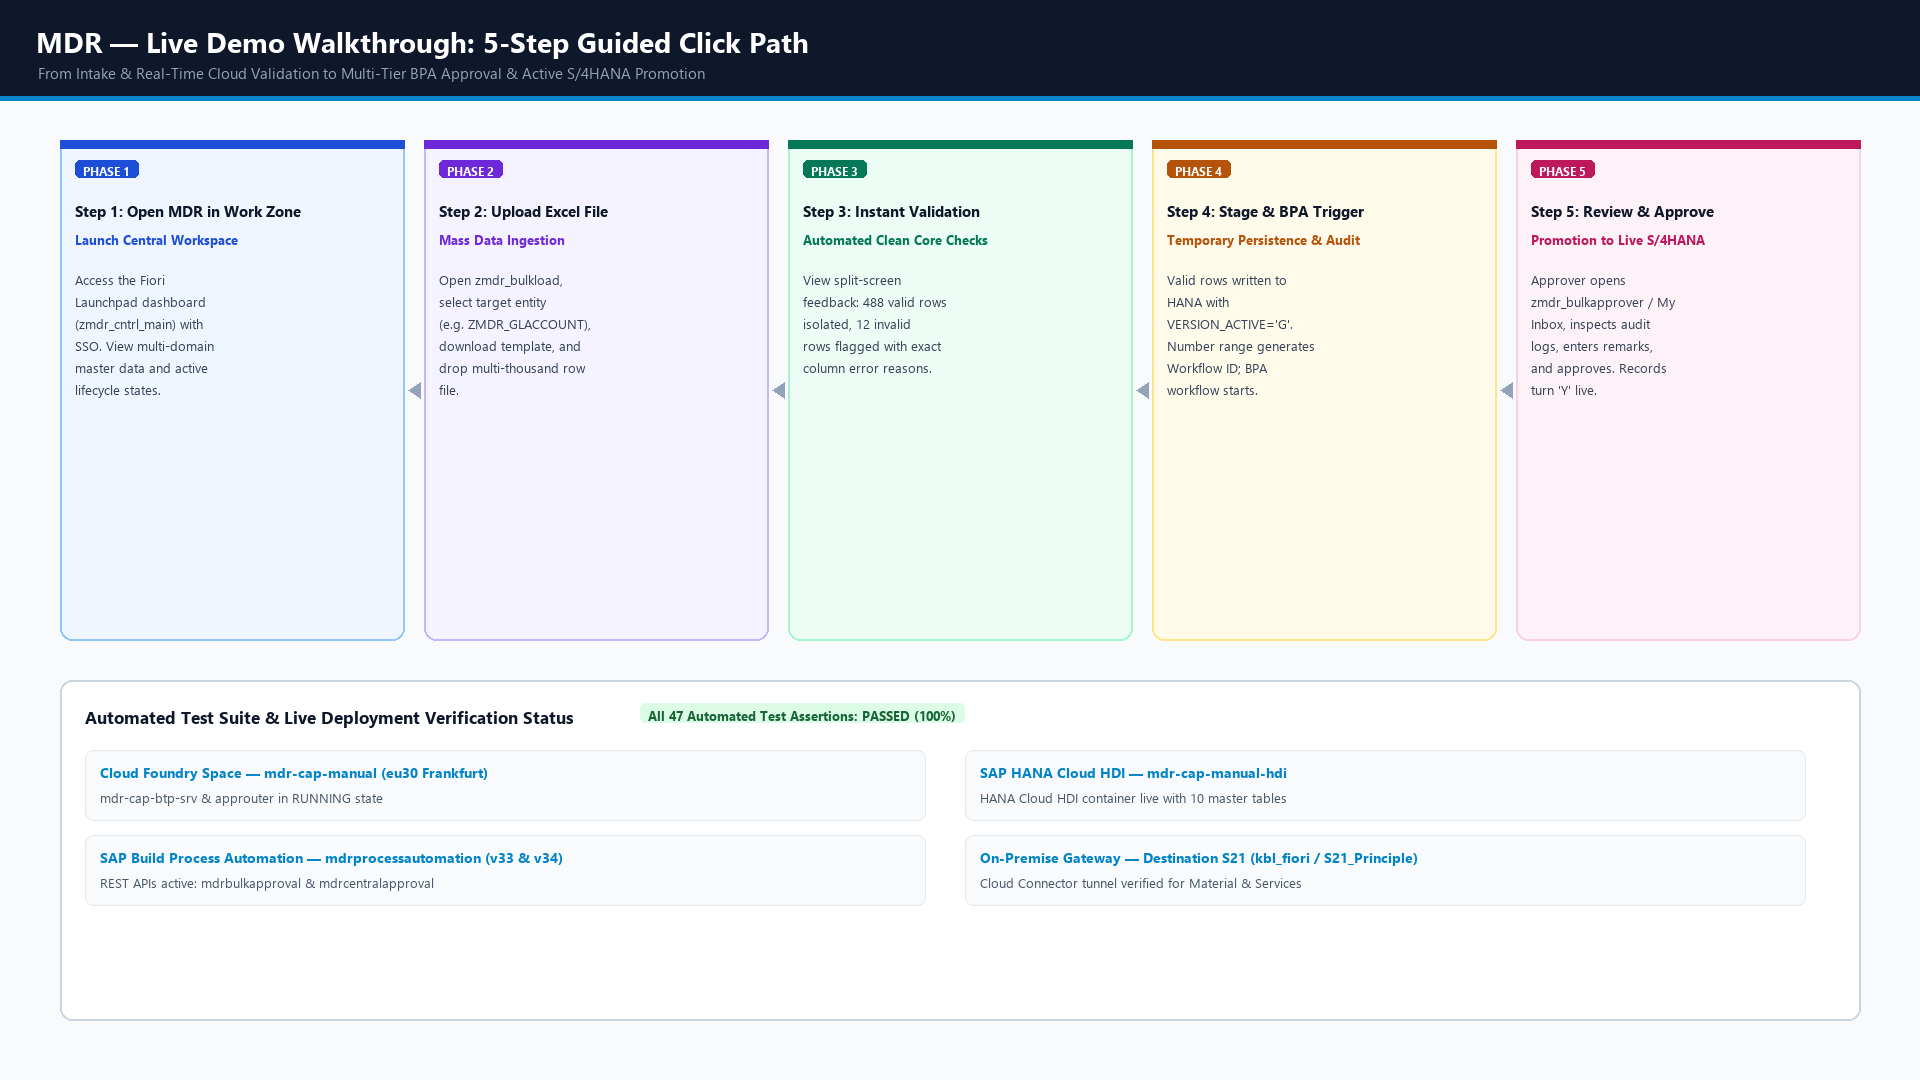 MDR — Live Demo Walkthrough: 5-Step Guided Click Path
From Intake & Real-Time Cloud Validation to Multi-Tier BPA Approval & Active S/4HANA Promotion
PHASE 1
Step 1: Open MDR in Work Zone
Launch Central Workspace
Access the Fiori
Launchpad dashboard
(zmdr_cntrl_main) with
SSO. View multi-domain
master data and active
lifecycle states.
PHASE 2
Step 2: Upload Excel File
Mass Data Ingestion
Open zmdr_bulkload,
select target entity
(e.g. ZMDR_GLACCOUNT),
download template, and
drop multi-thousand row
file.
PHASE 3
Step 3: Instant Validation
Automated Clean Core Checks
View split-screen
feedback: 488 valid rows
isolated, 12 invalid
rows flagged with exact
column error reasons.
PHASE 4
Step 4: Stage & BPA Trigger
Temporary Persistence & Audit
Valid rows written to
HANA with
VERSION_ACTIVE='G'.
Number range generates
Workflow ID; BPA
workflow starts.
PHASE 5
Step 5: Review & Approve
Promotion to Live S/4HANA
Approver opens
zmdr_bulkapprover / My
Inbox, inspects audit
logs, enters remarks,
and approves. Records
turn 'Y' live.
Automated Test Suite & Live Deployment Verification Status
All 47 Automated Test Assertions: PASSED (100%)
Cloud Foundry Space — mdr-cap-manual (eu30 Frankfurt)
mdr-cap-btp-srv & approuter in RUNNING state
SAP HANA Cloud HDI — mdr-cap-manual-hdi
HANA Cloud HDI container live with 10 master tables
SAP Build Process Automation — mdrprocessautomation (v33 & v34)
REST APIs active: mdrbulkapproval & mdrcentralapproval
On-Premise Gateway — Destination S21 (kbl_fiori / S21_Principle)
Cloud Connector tunnel verified for Material & Services